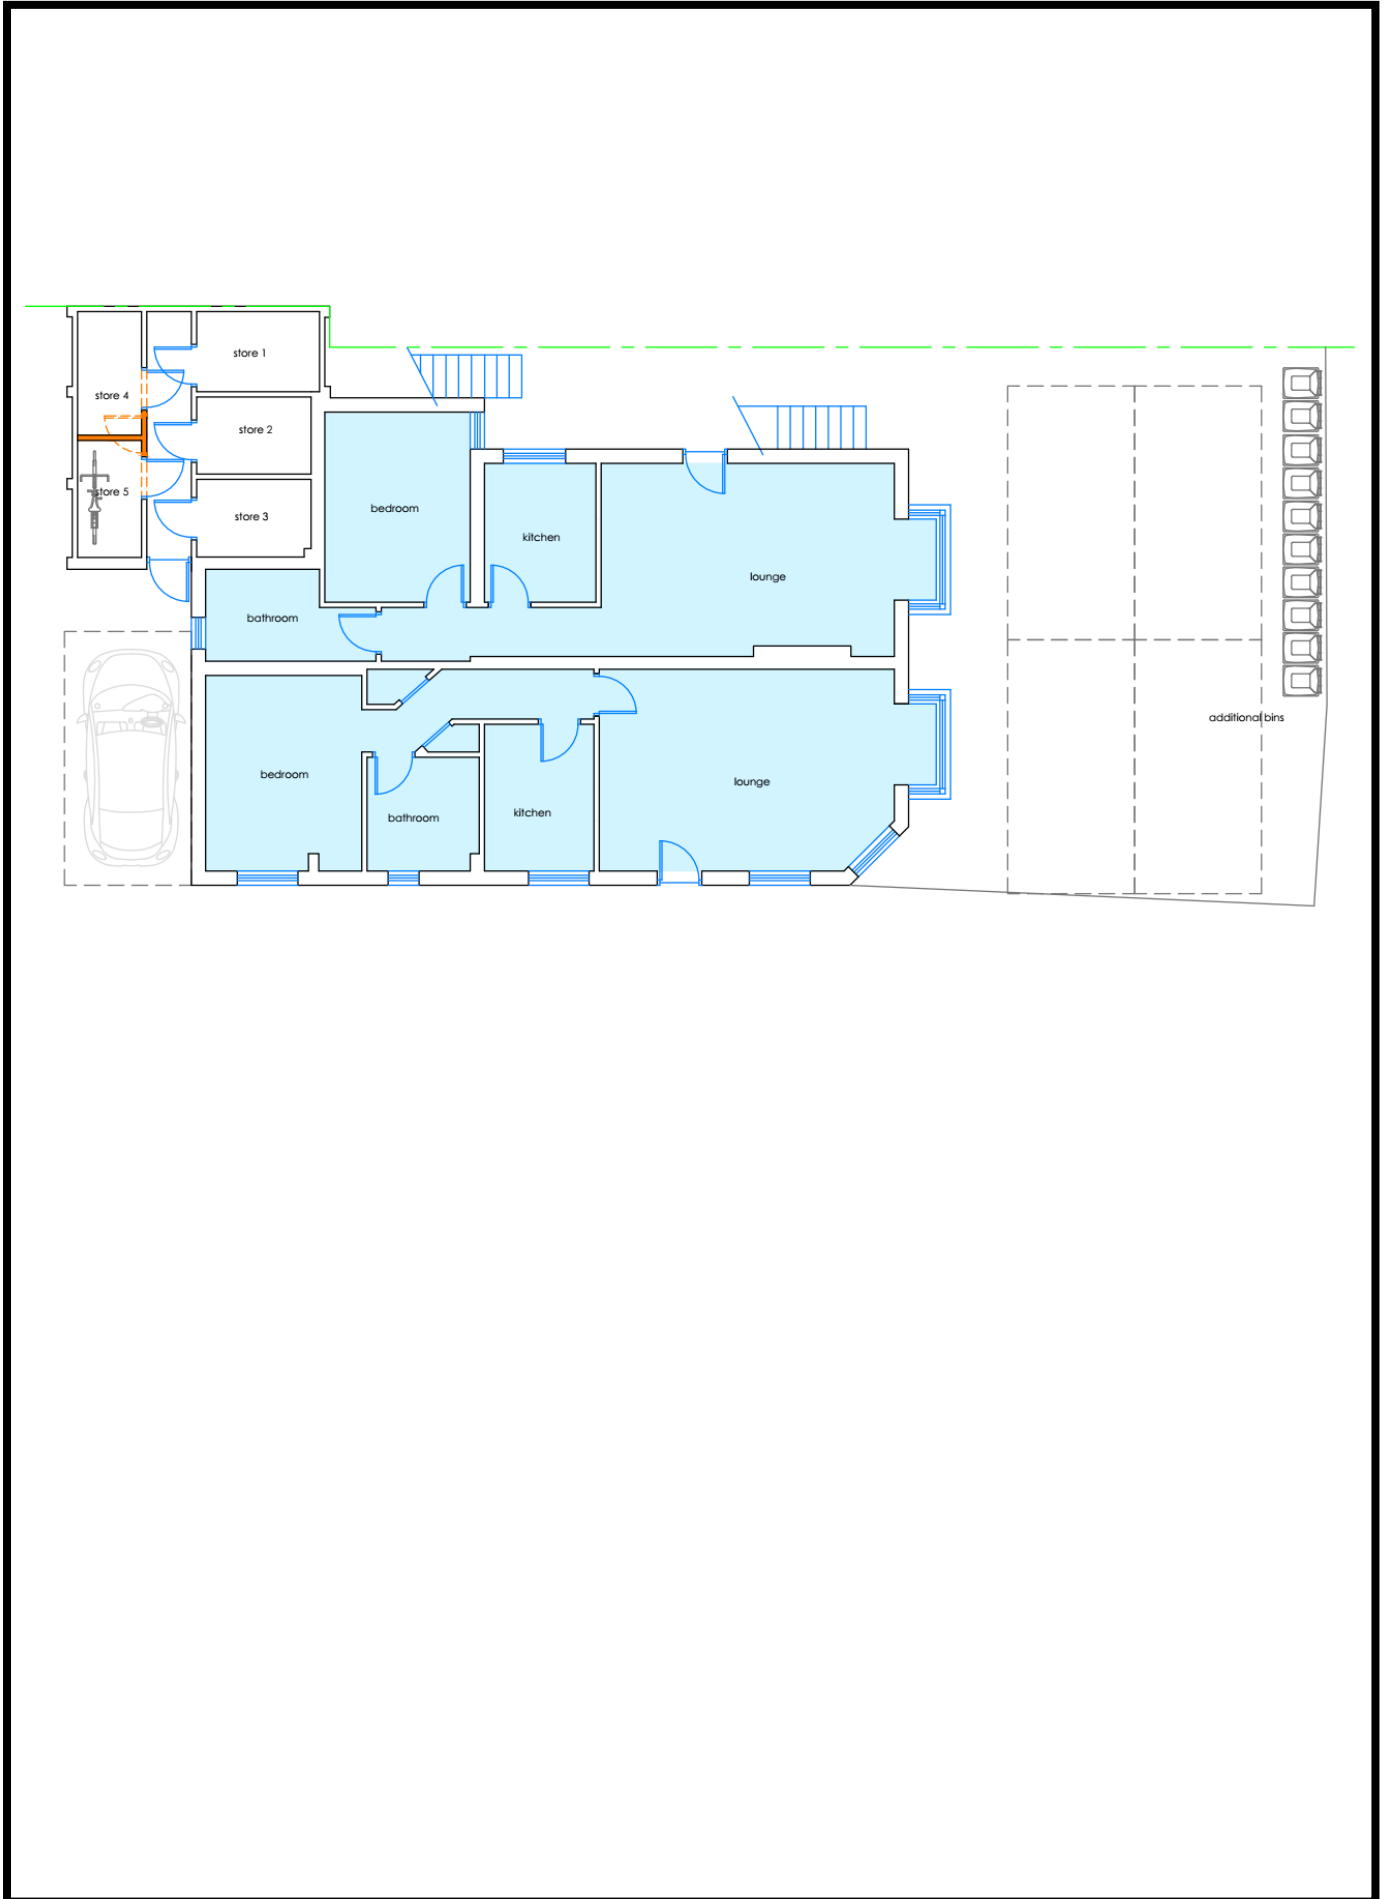 store 1
store 4
store 2
store 5
store 3
bedroom
kitchen
lounge
bathroom
additional bins
bedroom
bathroom
kitchen
lounge